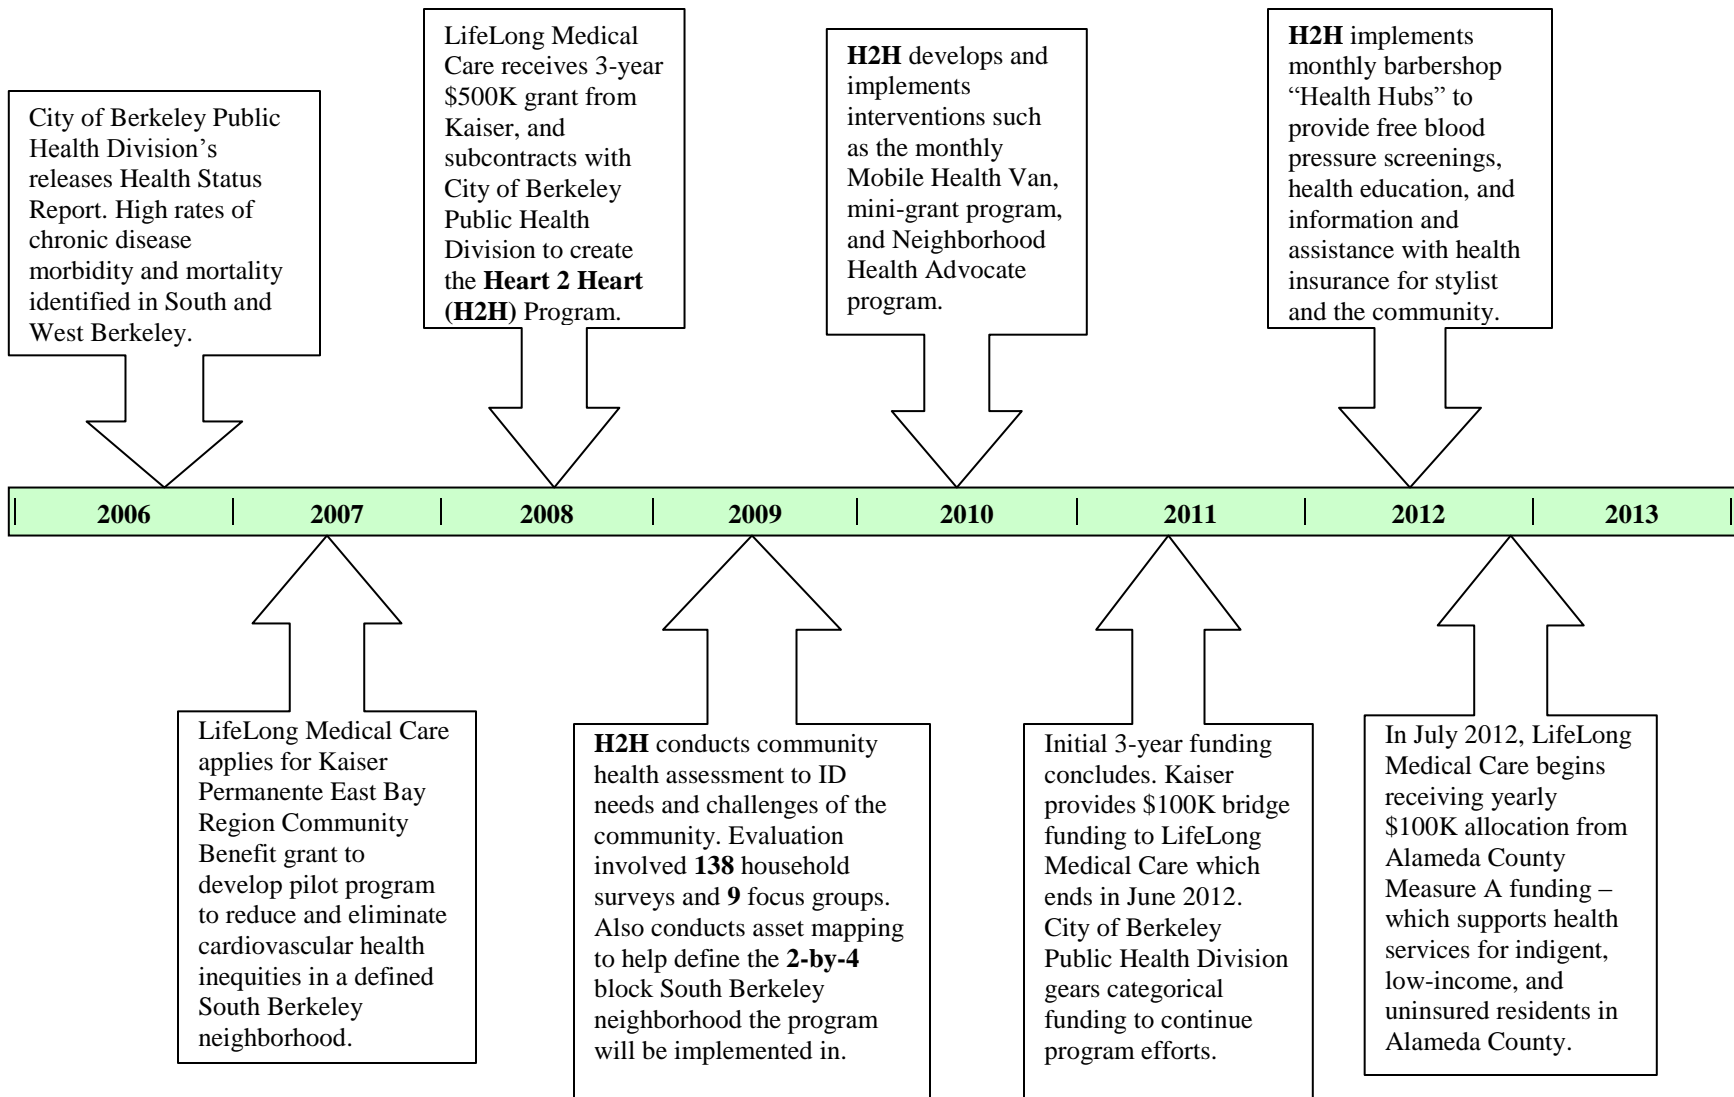 City of Berkeley Public
Health Division’s
releases Health Status
Report. High rates of
chronic disease
morbidity and mortality
identified in South and
West Berkeley.
LifeLong Medical
Care receives 3-year
$500K grant from
Kaiser, and
subcontracts with
City of Berkeley
Public Health
Division to create
the Heart 2 Heart
(H2H) Program.
H2H develops and
implements
interventions such
as the monthly
Mobile Health Van,
mini-grant program,
and Neighborhood
Health Advocate
program.
H2H implements
monthly barbershop
“Health Hubs” to
provide free blood
pressure screenings,
health education, and
information and
assistance with health
insurance for stylist
and the community.
2006 2007 2008 2009 2010 2011 2012 2013
LifeLong Medical Care
applies for Kaiser
Permanente East Bay
Region Community
Benefit grant to
develop pilot program
to reduce and eliminate
cardiovascular health
inequities in a defined
South Berkeley
neighborhood.
H2H conducts community
health assessment to ID
needs and challenges of the
community. Evaluation
involved 138 household
surveys and 9 focus groups.
Also conducts asset mapping
to help define the 2-by-4
block South Berkeley
neighborhood the program
will be implemented in.
Initial 3-year funding
concludes. Kaiser
provides $100K bridge
funding to LifeLong
Medical Care which
ends in June 2012.
City of Berkeley
Public Health Division
gears categorical
funding to continue
program efforts.
In July 2012, LifeLong
Medical Care begins
receiving yearly
$100K allocation from
Alameda County
Measure A funding –
which supports health
services for indigent,
low-income, and
uninsured residents in
Alameda County.